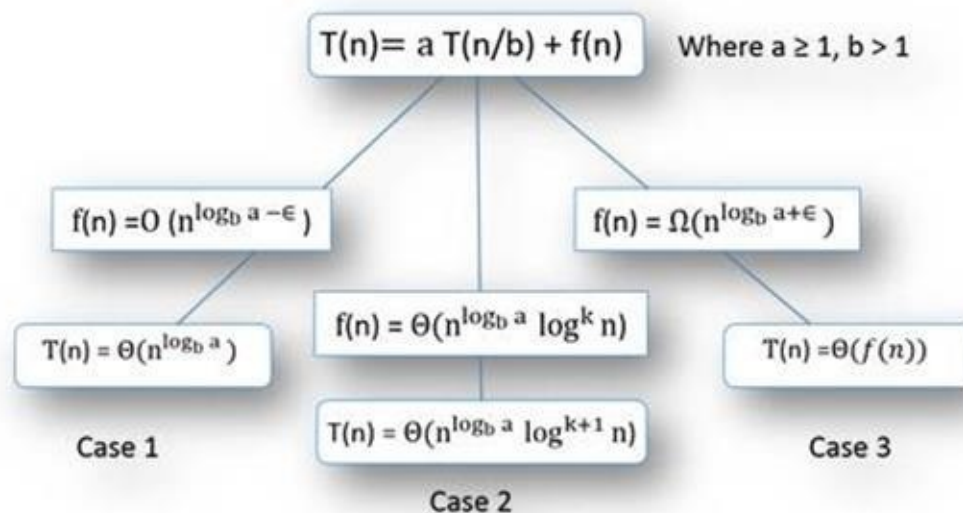 T(n)= a T(n/b) + f(n)
Where a ≥ 1, b > 1
f(n) =O (n^{log_b a −∈} )
f(n) = Ω(n^{log_b a+∈} )
f(n) = Θ(n^{log_b a} log^k n)
T(n) = Θ(n^{log_b a} )
T(n) =Θ(f(n))
T(n) = Θ(n^{log_b a} log^{k+1} n)
Case 1
Case 3
Case 2